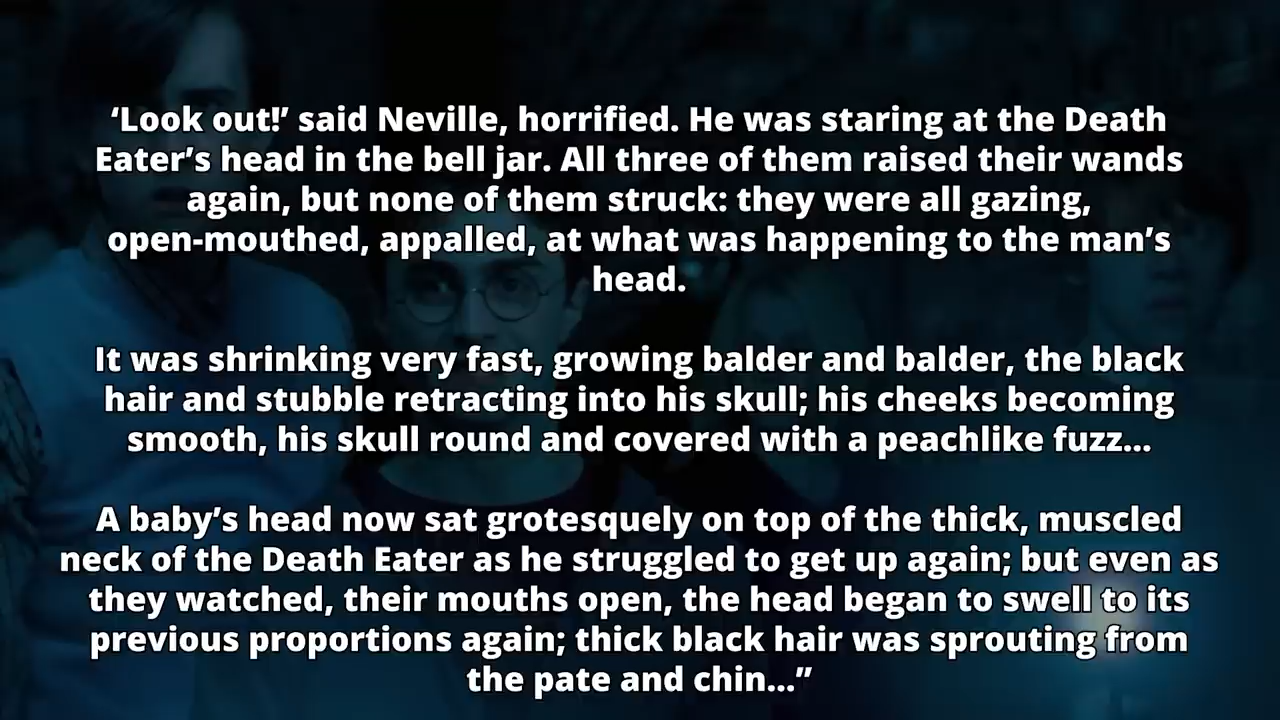 ‘Look out!’ said Neville, horrified. He was staring at the Death
Eater’s head in the bell jar. All three of them raised their wands
again, but none of them struck: they were all gazing,
open-mouthed, appalled, at what was happening to the man’s
head.
It was shrinking very fast, growing balder and balder, the black
hair and stubble retracting into his skull; his cheeks becoming
smooth, his skull round and covered with a peachlike fuzz...
A baby’s head now sat grotesquely on top of the thick, muscled
neck of the Death Eater as he struggled to get up again; but even as
they watched, their mouths open, the head began to swell to its
previous proportions again; thick black hair was sprouting from
the pate and chin...”